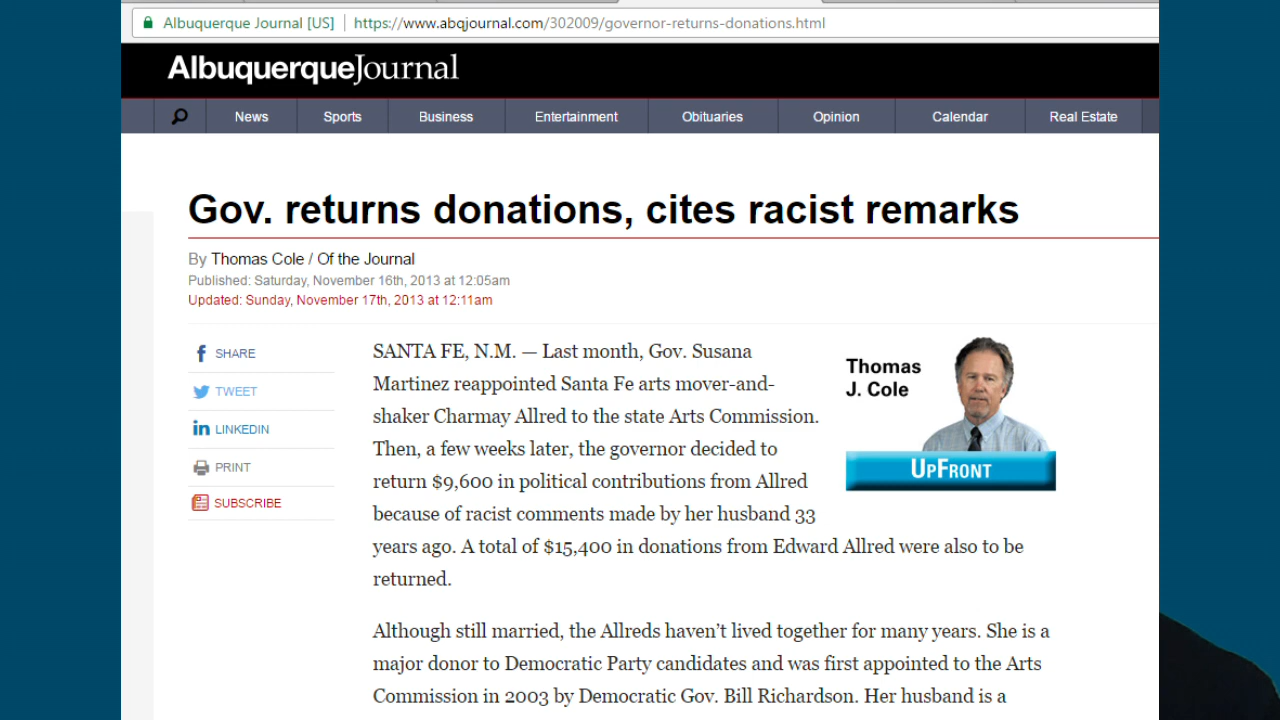 Albuquerque Journal [US] https://www.abqjournal.com/302009/governor-returns-donations.html
AlbuquerqueJournal
News Sports Business Entertainment Obituaries Opinion Calendar Real Estate
Gov. returns donations, cites racist remarks
By Thomas Cole / Of the Journal
Published: Saturday, November 16th, 2013 at 12:05am
Updated: Sunday, November 17th, 2013 at 12:11am
SHARE
TWEET
LINKEDIN
PRINT
SUBSCRIBE
SANTA FE, N.M. — Last month, Gov. Susana
Martinez reappointed Santa Fe arts mover-and-
shaker Charmay Allred to the state Arts Commission.
Then, a few weeks later, the governor decided to
return $9,600 in political contributions from Allred
because of racist comments made by her husband 33
years ago. A total of $15,400 in donations from Edward Allred were also to be
returned.
Thomas
J. Cole
UPFRONT
Although still married, the Allreds haven't lived together for many years. She is a
major donor to Democratic Party candidates and was first appointed to the Arts
Commission in 2003 by Democratic Gov. Bill Richardson. Her husband is a